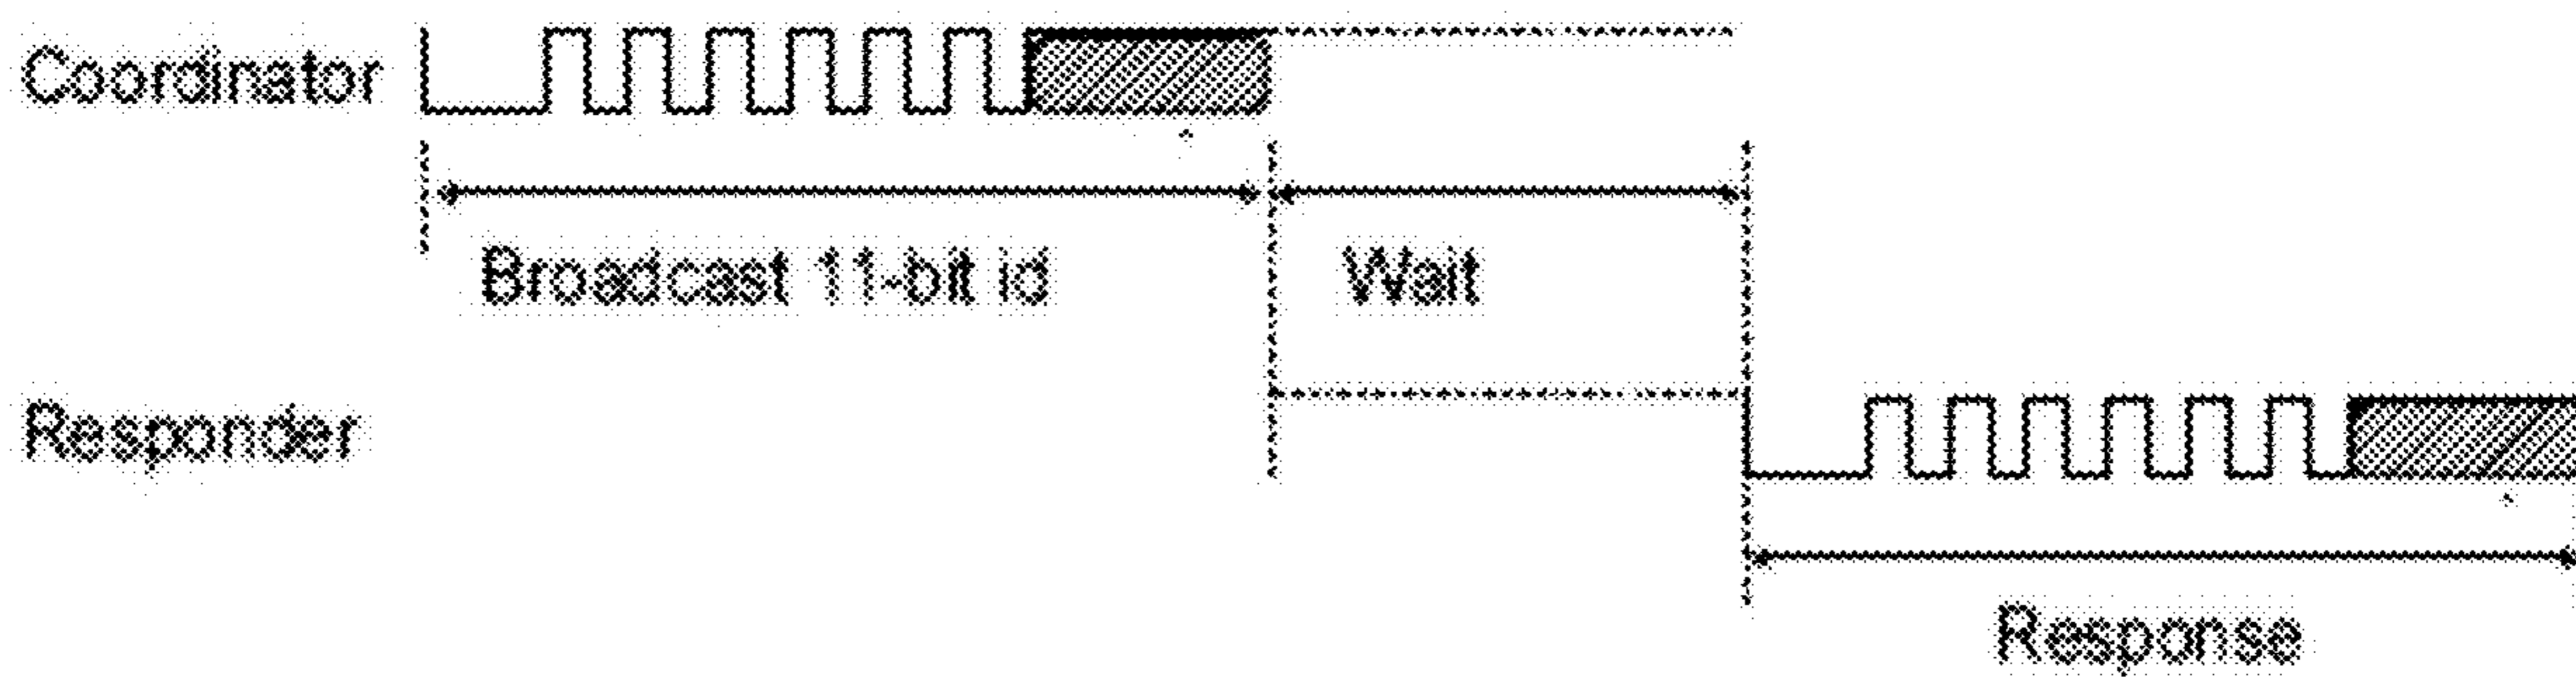 Coordinator
Broadcast 11-bit id
Wait
Responder
Response